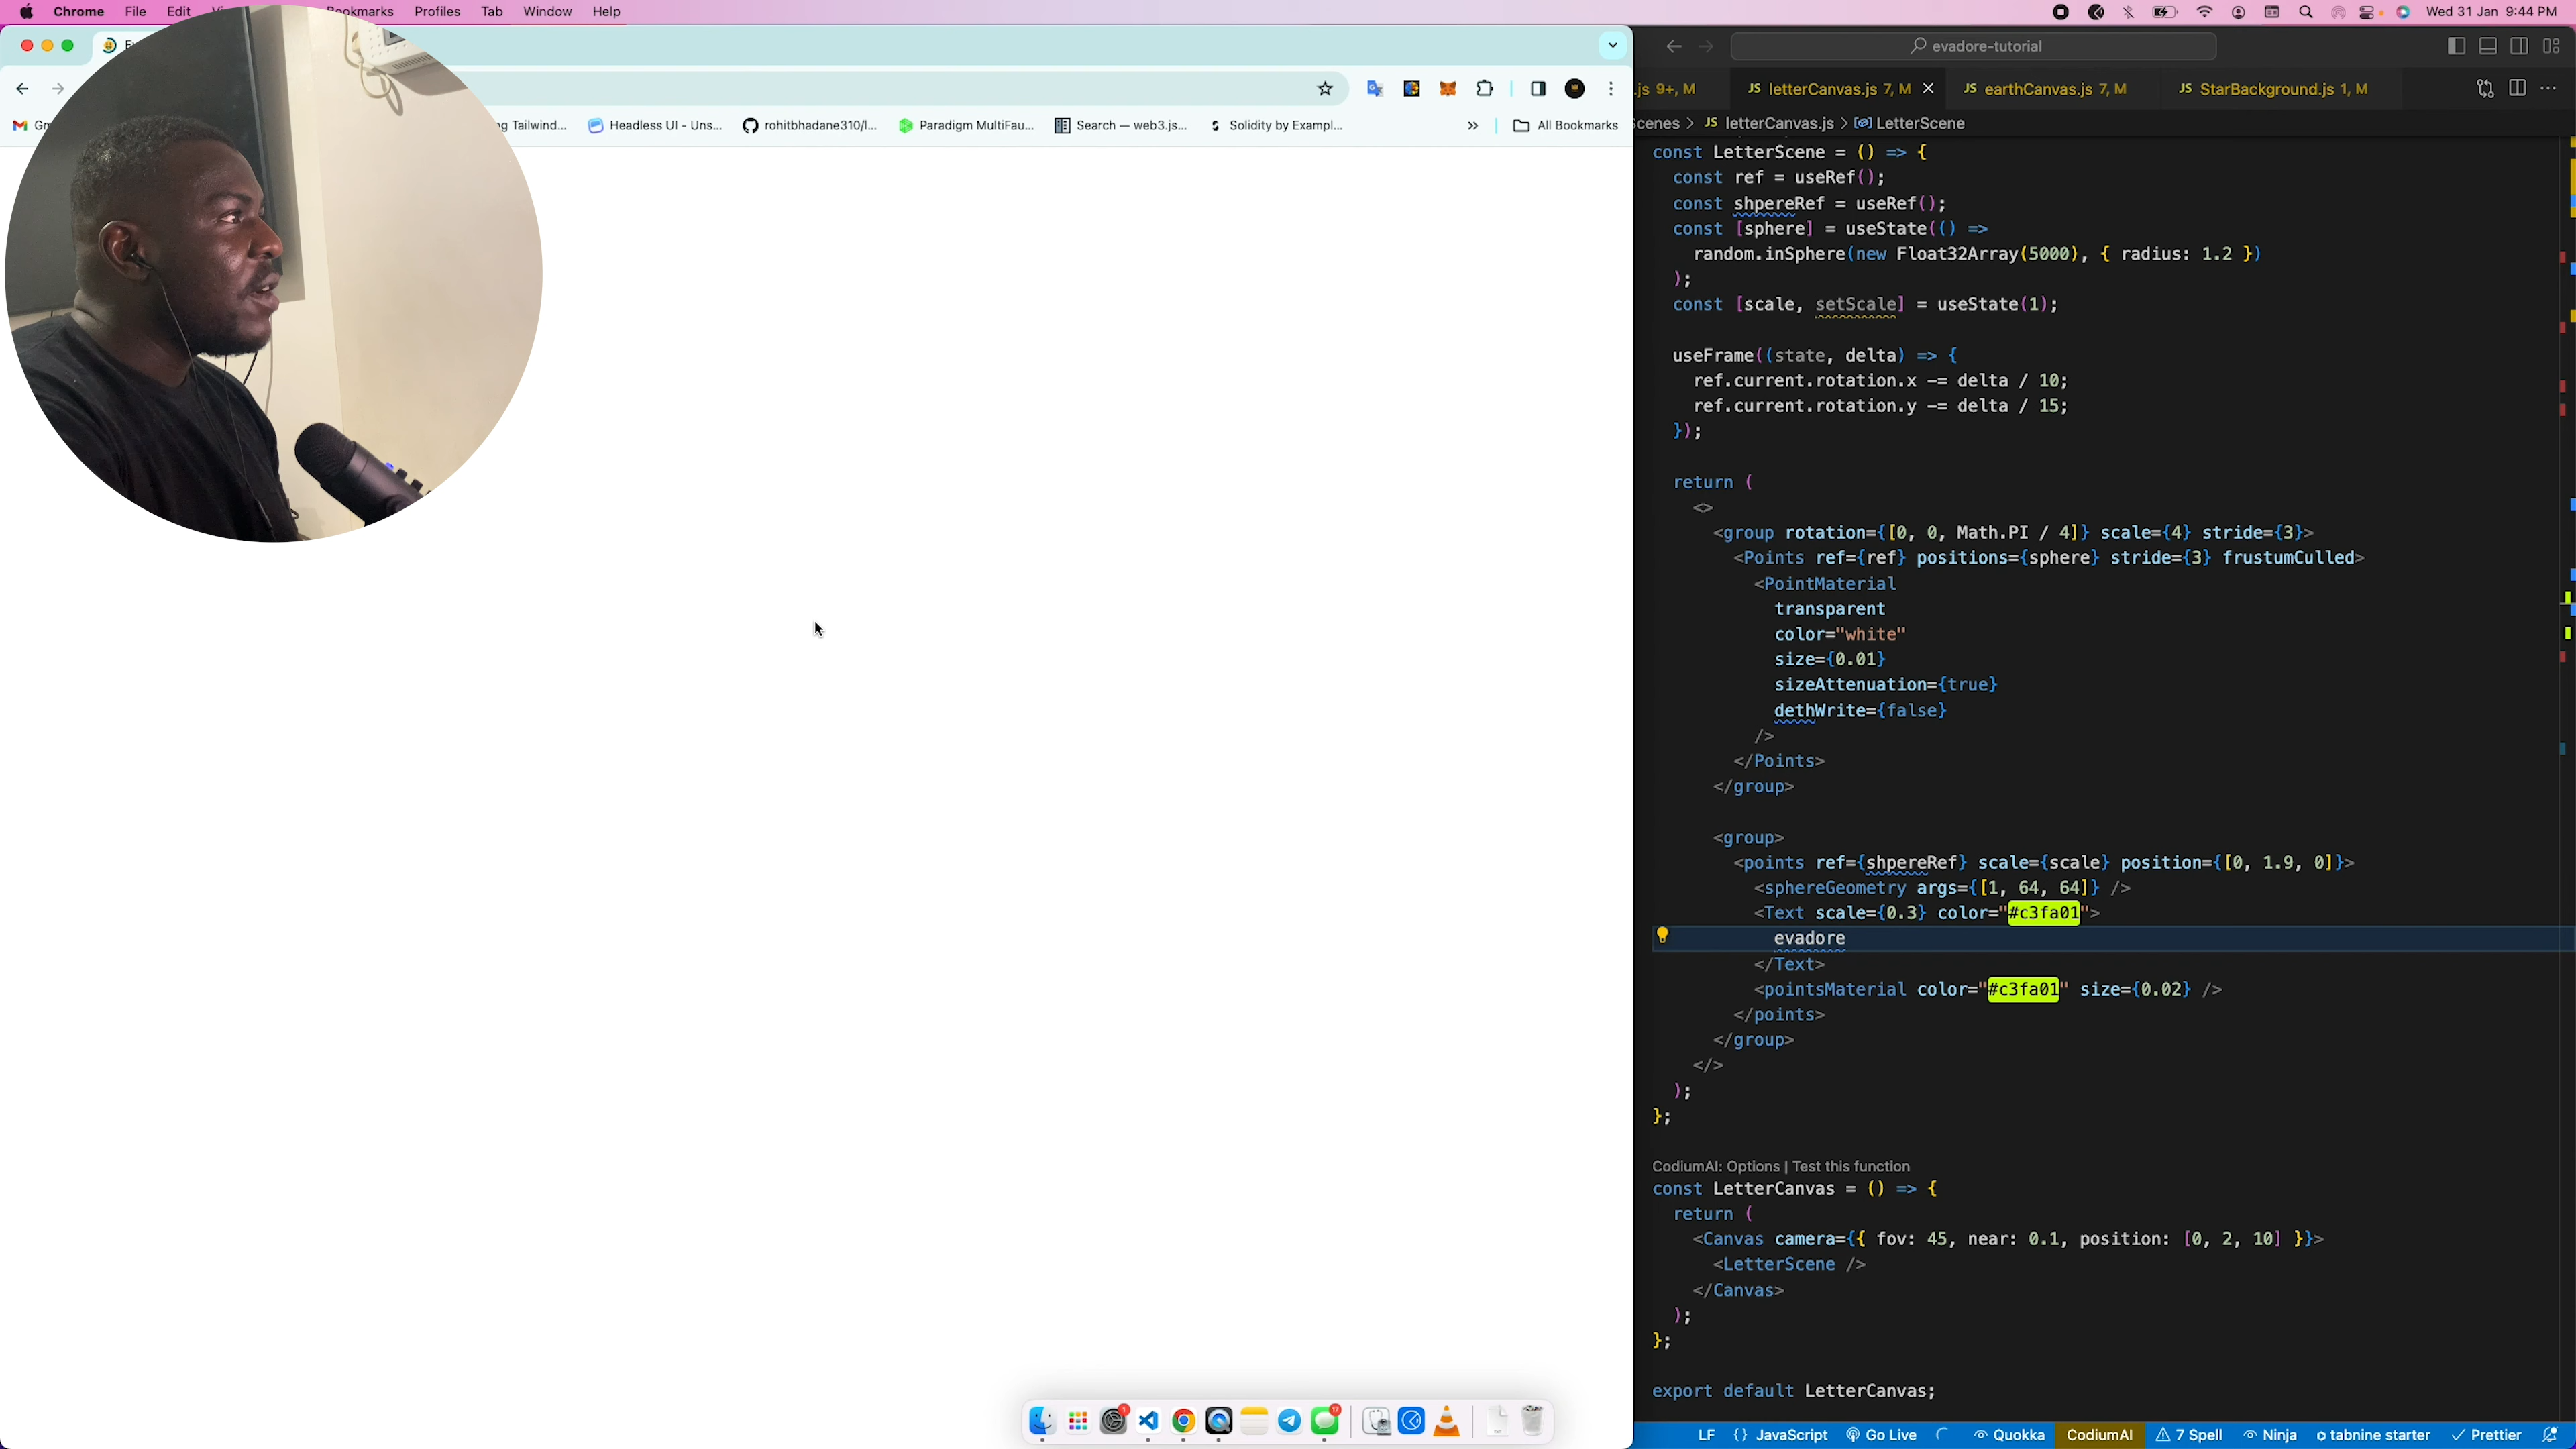 Chrome File Edit Bookmarks Profiles Tab Window Help
Wed 31 Jan 9:44 PM
Tailwind...
Headless UI - Uns...
rohitbhadane310/l...
Paradigm MultiFau...
Search — web3.js...
Solidity by Exampl...
» All Bookmarks
evadore-tutorial
.js 9+, M
JS letterCanvas.js 7, M
JS earthCanvas.js 7, M
JS StarBackground.js 1, M
cenes > JS letterCanvas.js > LetterScene
const LetterScene = () => {
const ref = useRef();
const shpereRef = useRef();
const [sphere] = useState(() =>
random.inSphere(new Float32Array(5000), { radius: 1.2 })
);
const [scale, setScale] = useState(1);
useFrame((state, delta) => {
ref.current.rotation.x -= delta / 10;
ref.current.rotation.y -= delta / 15;
});
return (
<>
<group rotation={[0, 0, Math.PI / 4]} scale={4} stride={3}>
<Points ref={ref} positions={sphere} stride={3} frustumCulled>
<PointMaterial
transparent
color="white"
size={0.01}
sizeAttenuation={true}
dethWrite={false}
/>
</Points>
</group>
<group>
<points ref={shpereRef} scale={scale} position={[0, 1.9, 0]}>
<sphereGeometry args={[1, 64, 64]} />
<Text scale={0.3} color="#c3fa01">
evadore
</Text>
<pointsMaterial color="#c3fa01" size={0.02} />
</points>
</group>
</>
);
};
CodiumAI: Options | Test this function
const LetterCanvas = () => {
return (
<Canvas camera={{ fov: 45, near: 0.1, position: [0, 2, 10] }}>
<LetterScene />
</Canvas>
);
};
export default LetterCanvas;
1
17
LF {} JavaScript Go Live Quokka CodiumAI 7 Spell Ninja tabnine starter Prettier